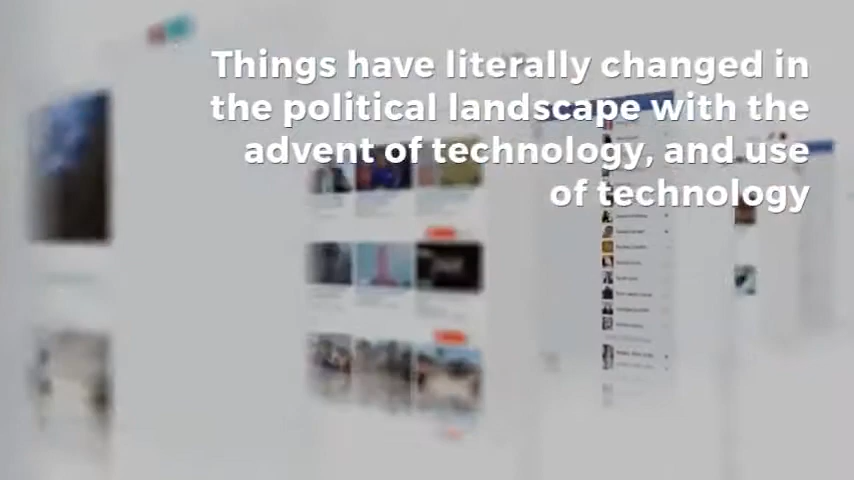 Things have literally changed in
the political landscape with the
advent of technology, and use
of technology